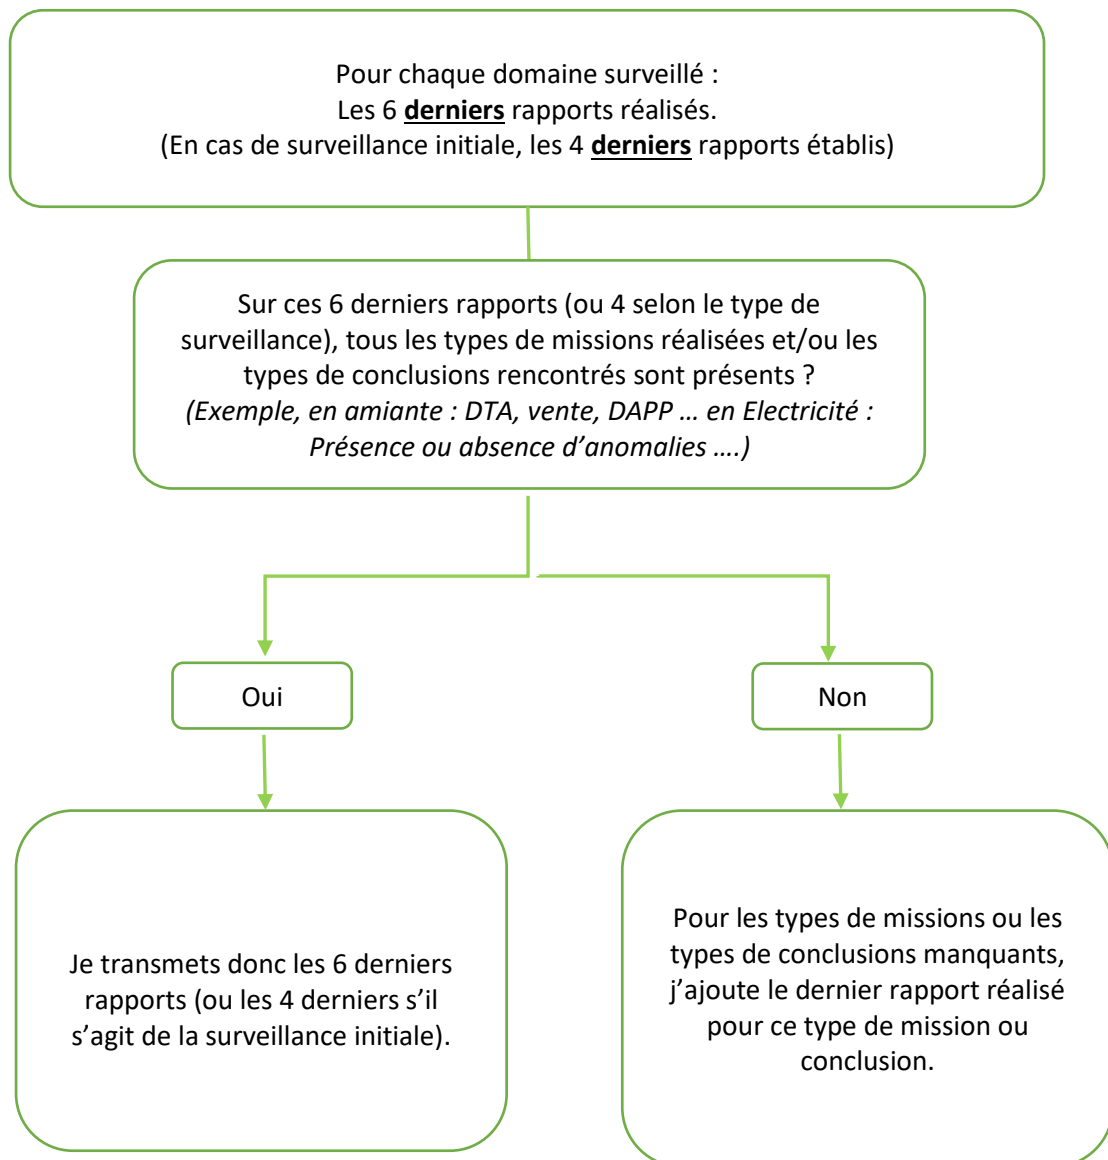 Pour chaque domaine surveillé :
Les 6 derniers rapports réalisés.
(En cas de surveillance initiale, les 4 derniers rapports établis)
Sur ces 6 derniers rapports (ou 4 selon le type de
surveillance), tous les types de missions réalisées et/ou les
types de conclusions rencontrés sont présents ?
(Exemple, en amiante : DTA, vente, DAPP … en Electricité :
Présence ou absence d’anomalies ….)
Oui
Non
Je transmets donc les 6 derniers
rapports (ou les 4 derniers s’il
s’agit de la surveillance initiale).
Pour les types de missions ou les
types de conclusions manquants,
j’ajoute le dernier rapport réalisé
pour ce type de mission ou
conclusion.